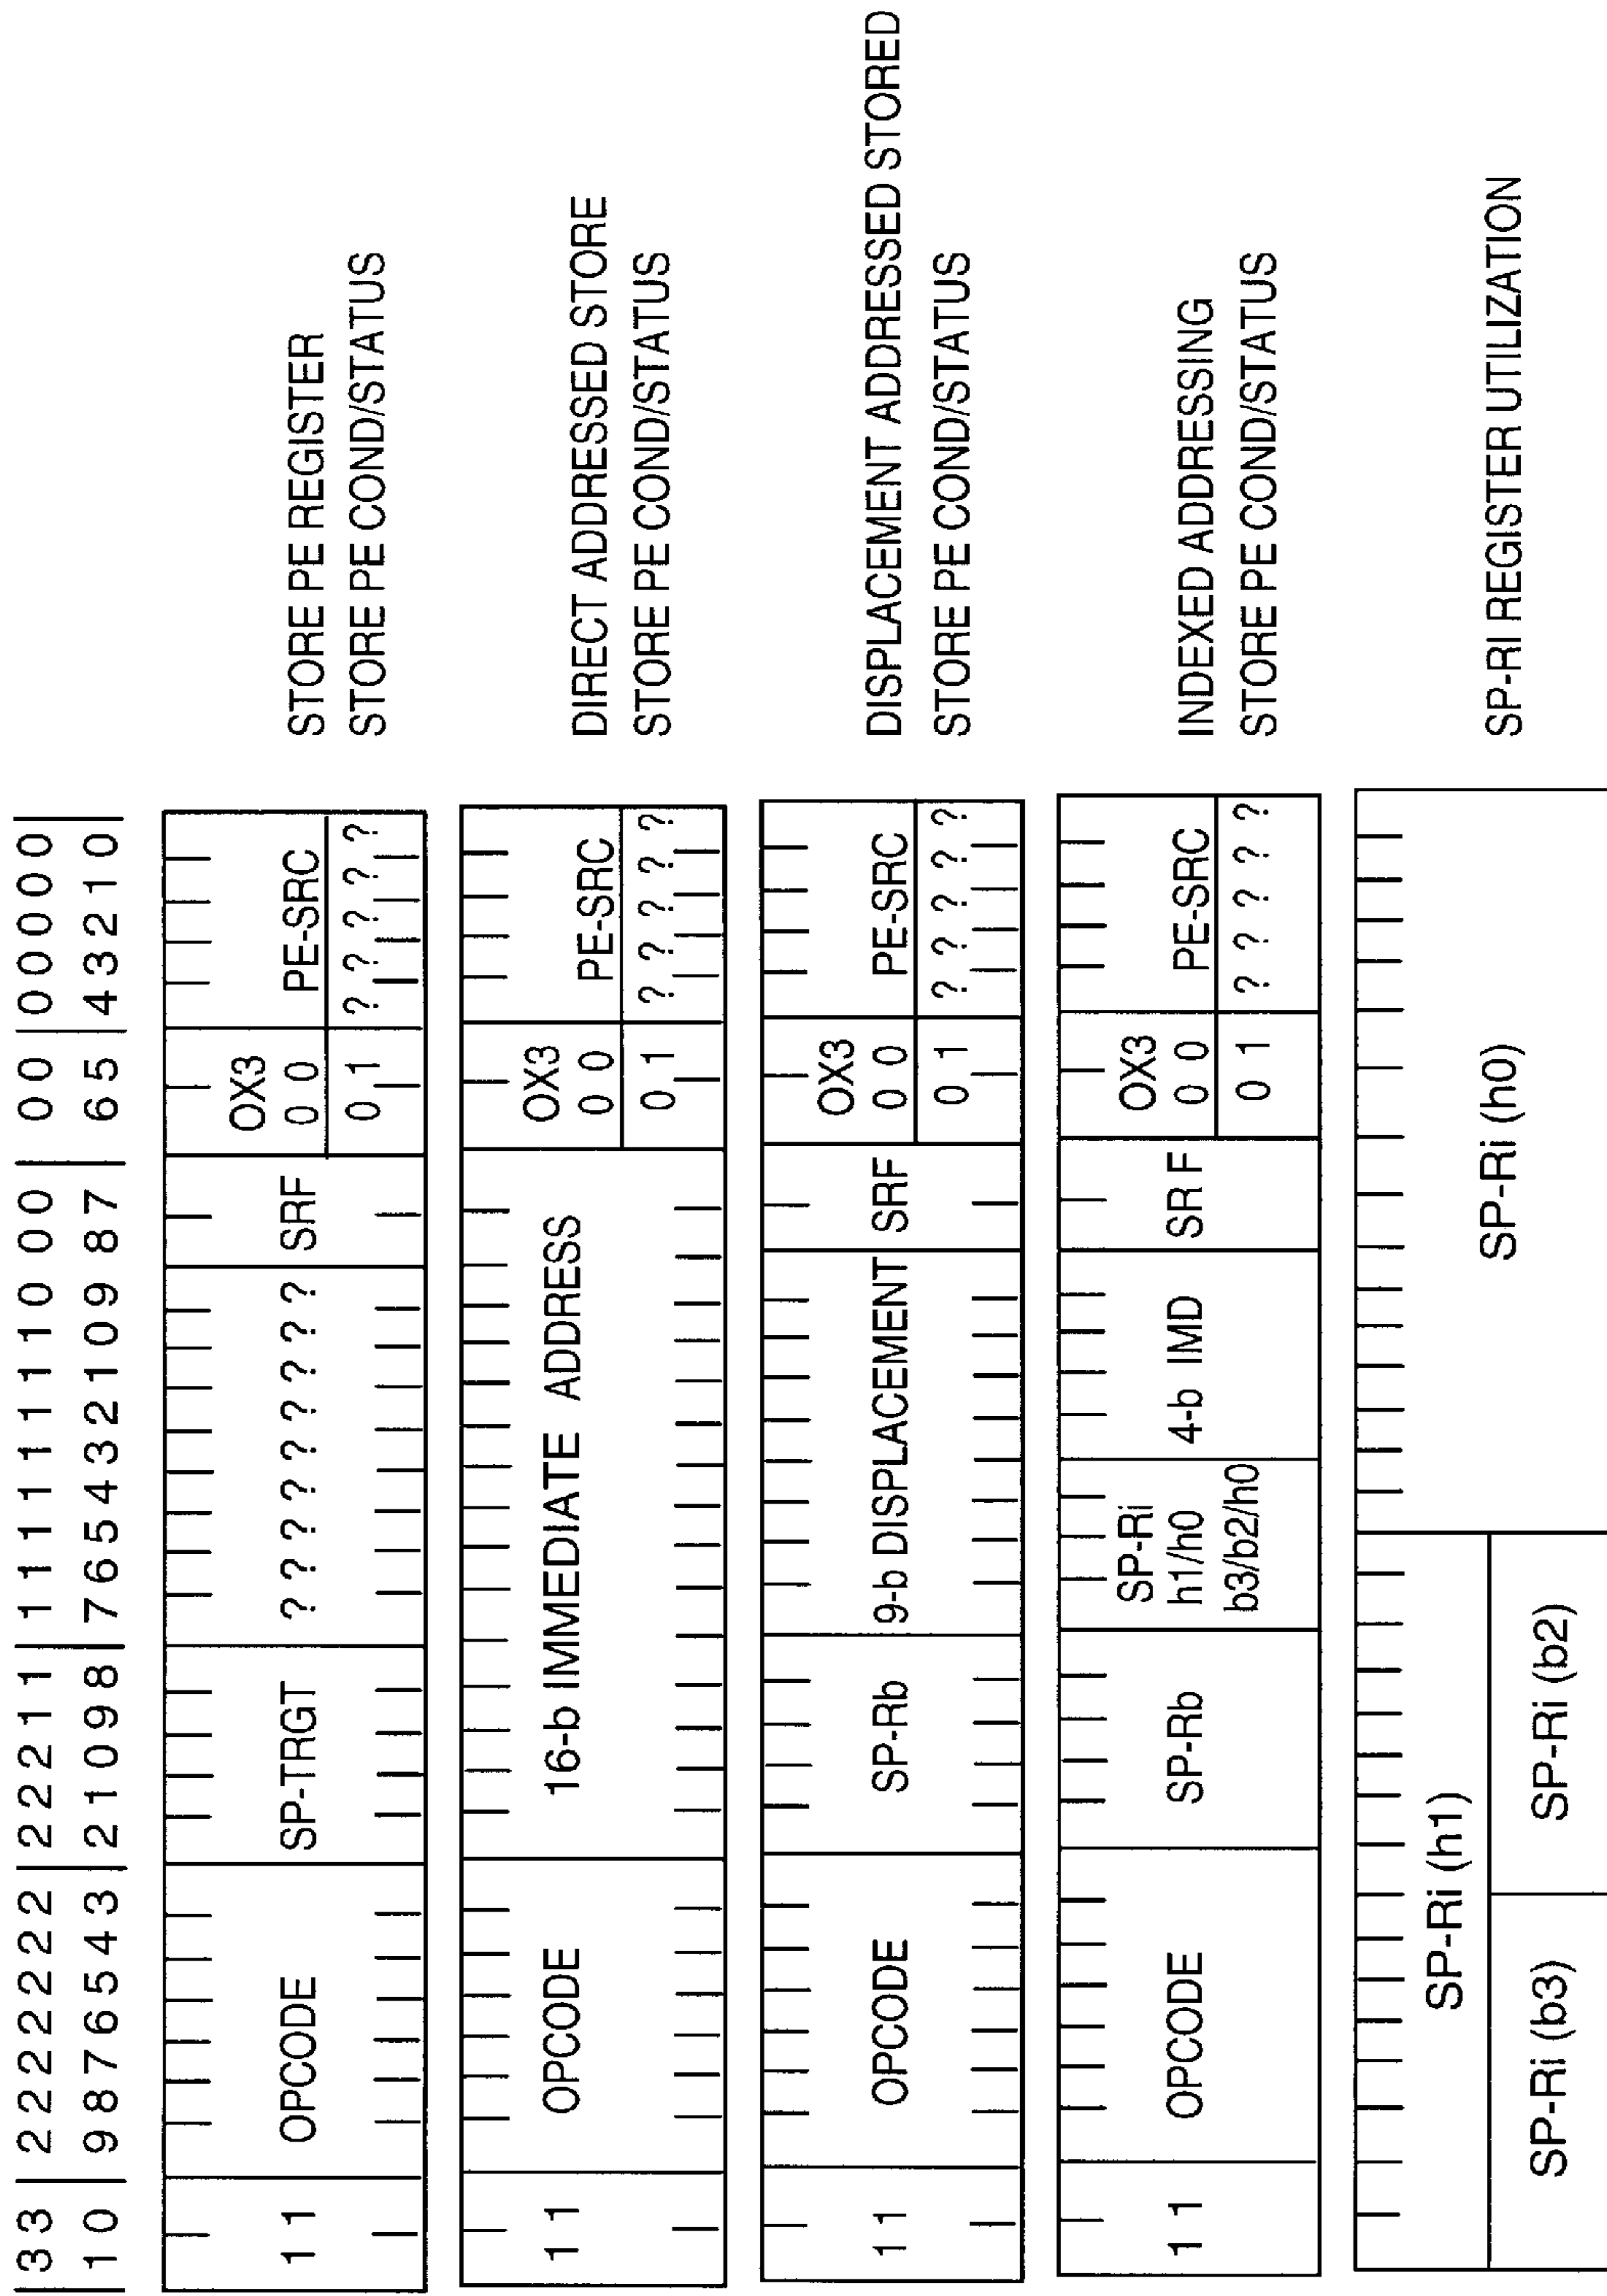 |3 3|2 2 2 2 2 2 2|2 2 2 1 1|1 1 1 1 1 1 1 1 0 0 0|0 0|0 0 0 0 0|
|1 0|9 8 7 6 5 4 3|2 1 0 9 8|7 6 5 4 3 2 1 0 9 8 7|6 5|4 3 2 1 0|
1 1 OPCODE SP-TRGT ? ? ? ? ? ? ? ? ? SRF OX3 PE-SRC STORE PE REGISTER
0 0
0 1 ? ? ? ? ? STORE PE COND/STATUS
1 1 OPCODE 16-b IMMEDIATE ADDRESS OX3 PE-SRC DIRECT ADDRESSED STORE
0 0
0 1 ? ? ? ? ? STORE PE COND/STATUS
1 1 OPCODE SP-Rb 9-b DISPLACEMENT SRF OX3 PE-SRC DISPLACEMENT ADDRESSED STORED
0 0
0 1 ? ? ? ? ? STORE PE COND/STATUS
1 1 OPCODE SP-Rb SP-Ri 4-b IMD SR F OX3 PE-SRC INDEXED ADDRESSING
h1/h0 0 0
b3/b2/h0 0 1 ? ? ? ? ? STORE PE COND/STATUS
SP-Ri (h1) SP-Ri (h0) SP-RI REGISTER UTILIZATION
SP-Ri (b3) SP-Ri (b2)